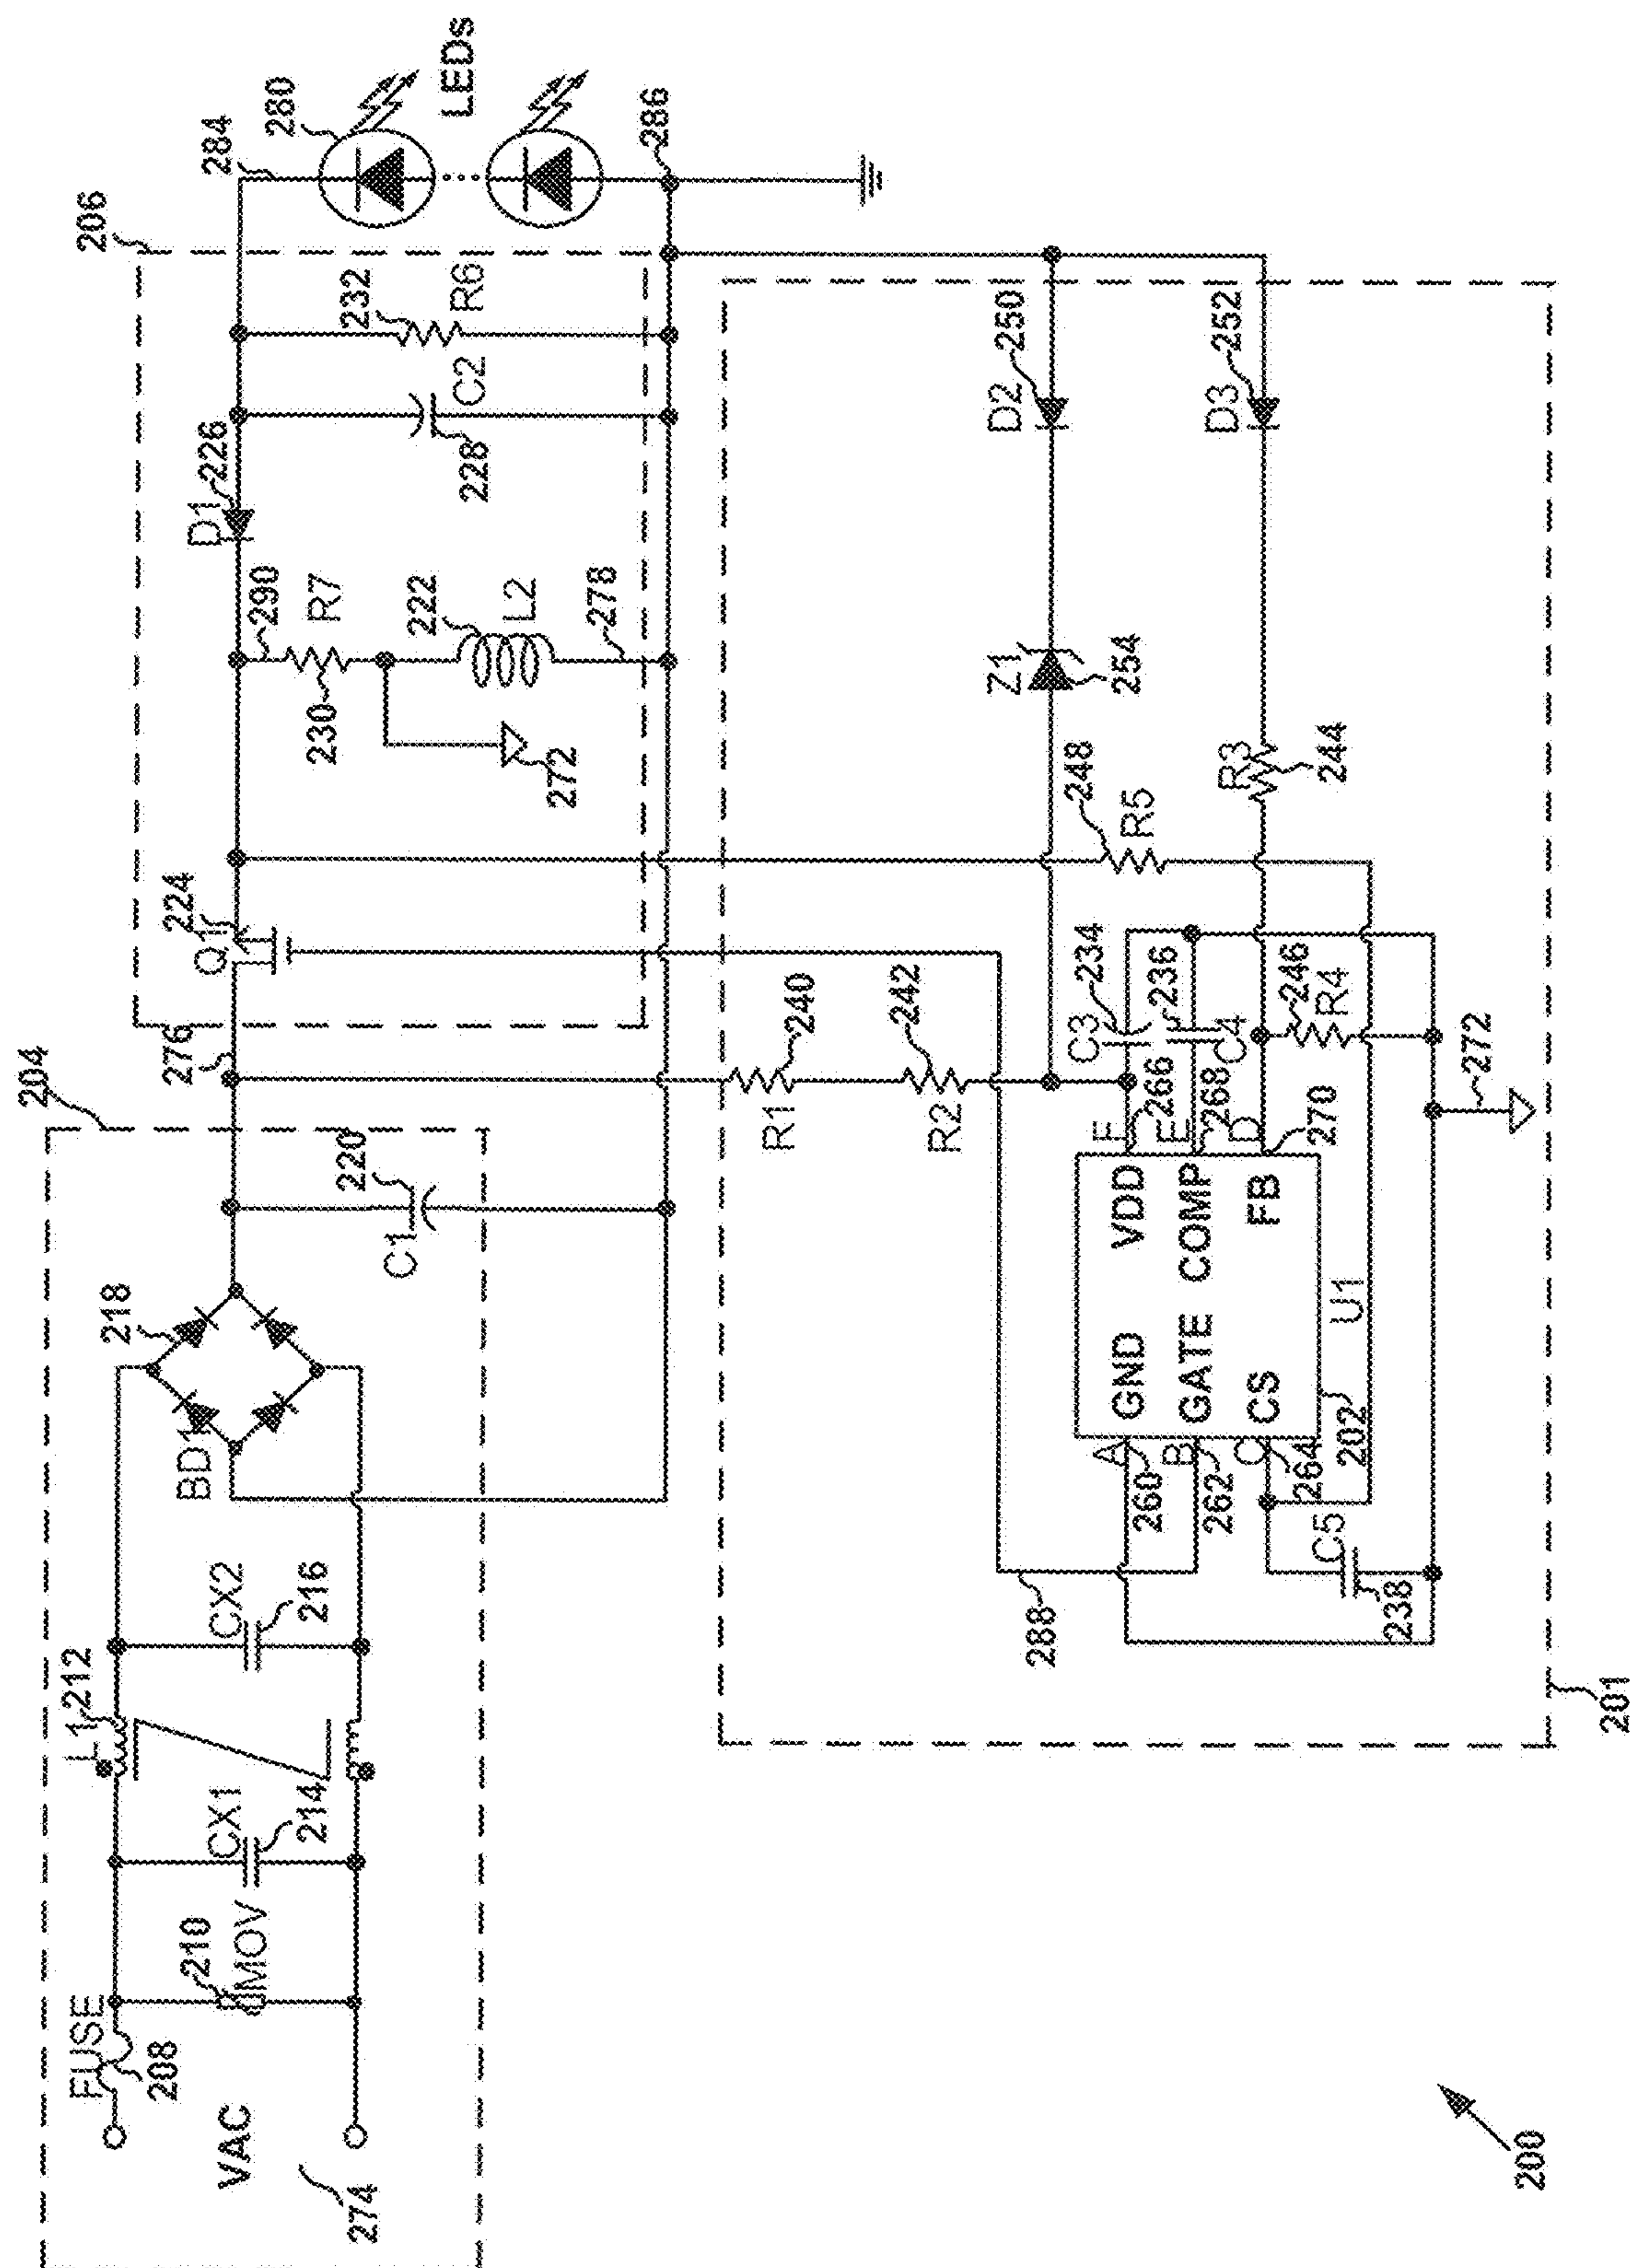 204
FUSE
208
VAC
274
210
MOV
CX1
214
L1
212
CX2
216
BD1
218
C1
220
276
206
Q1
224
290
R7
230
272
222
L2
278
D1
226
C2
228
232
R6
284
280
LEDs
286
R1
240
R2
242
288
248
R5
Z1
254
D2
250
D3
252
R3
244
C3
234
236
C4
246
R4
272
F
266
E
268
D
270
VDD
COMP
FB
GND
GATE
CS
U1
202
A
260
B
262
C
264
C5
238
201
200